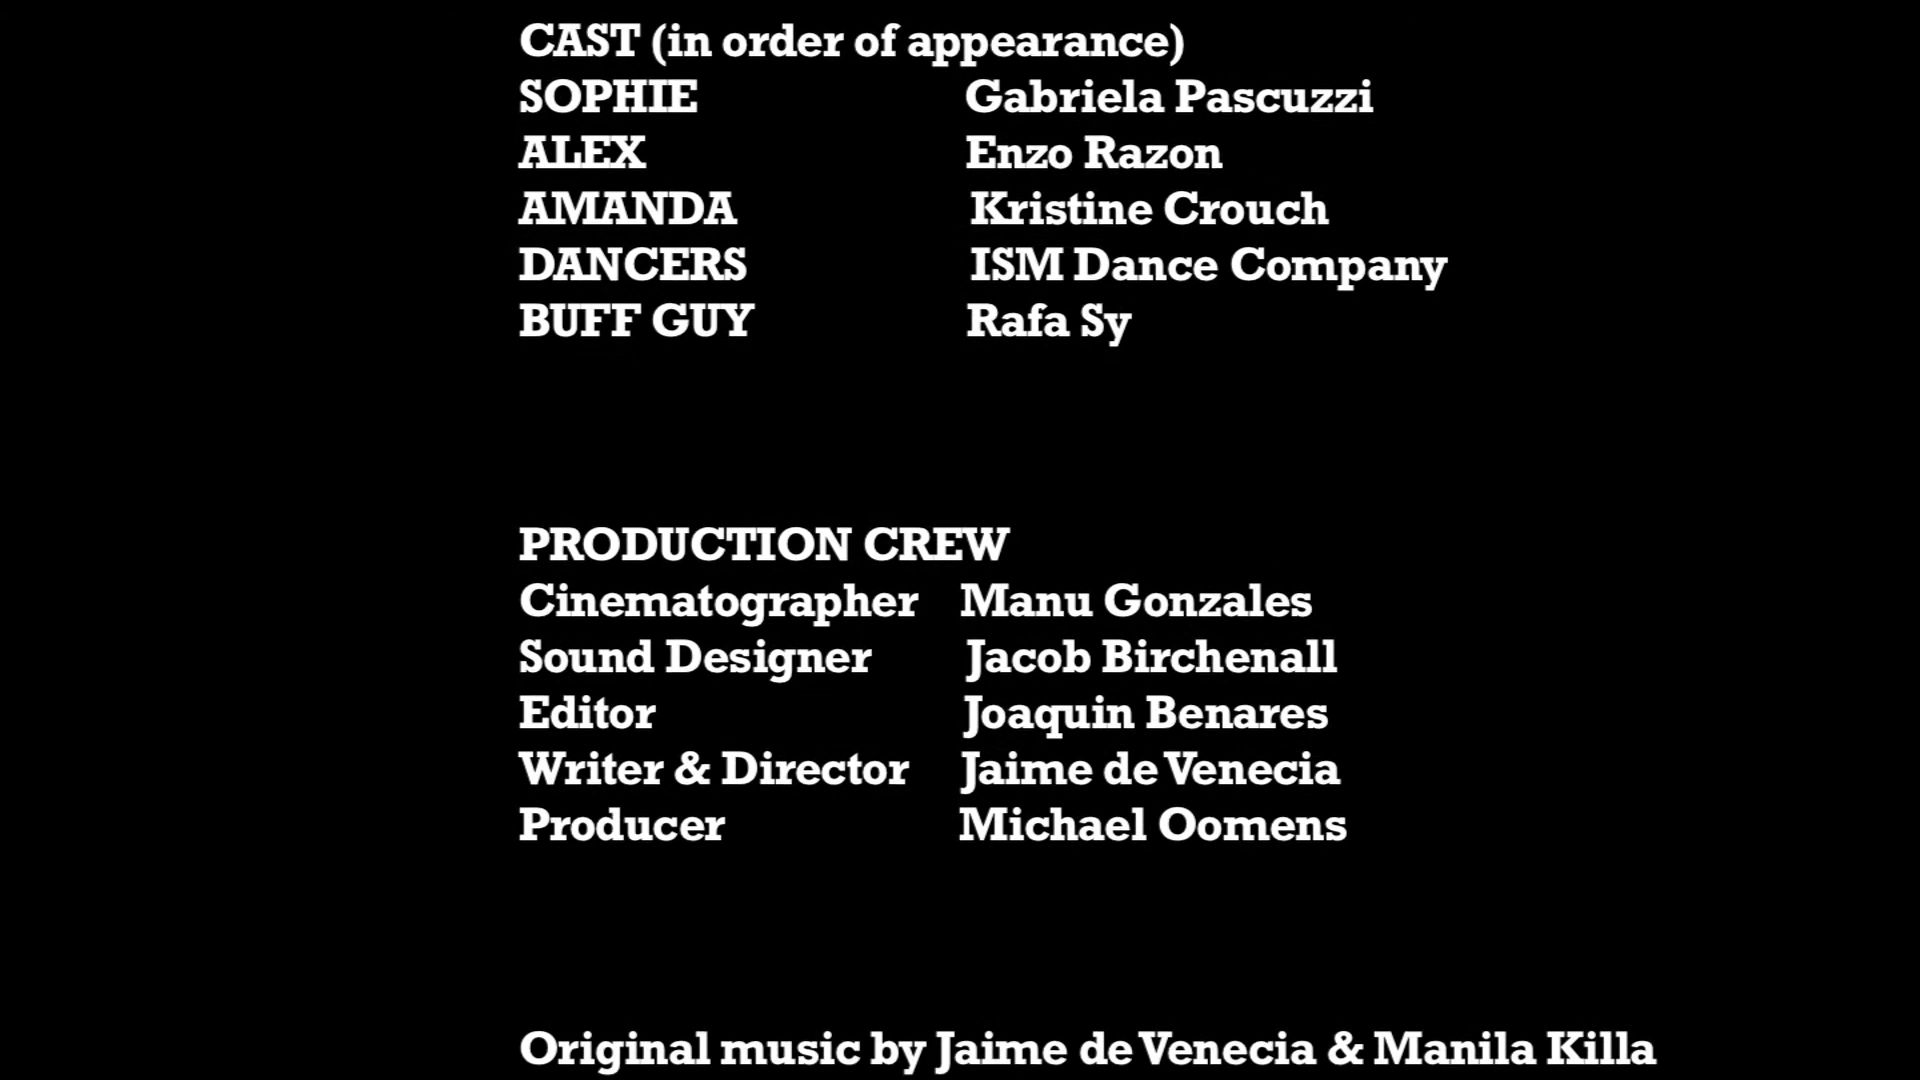 CAST (in order of appearance)
SOPHIE Gabriela Pascuzzi
ALEX Enzo Razon
AMANDA Kristine Crouch
DANCERS ISM Dance Company
BUFF GUY Rafa Sy
PRODUCTION CREW
Cinematographer Manu Gonzales
Sound Designer Jacob Birchenall
Editor Joaquin Benares
Writer & Director Jaime de Venecia
Producer Michael Oomens
Original music by Jaime de Venecia & Manila Killa